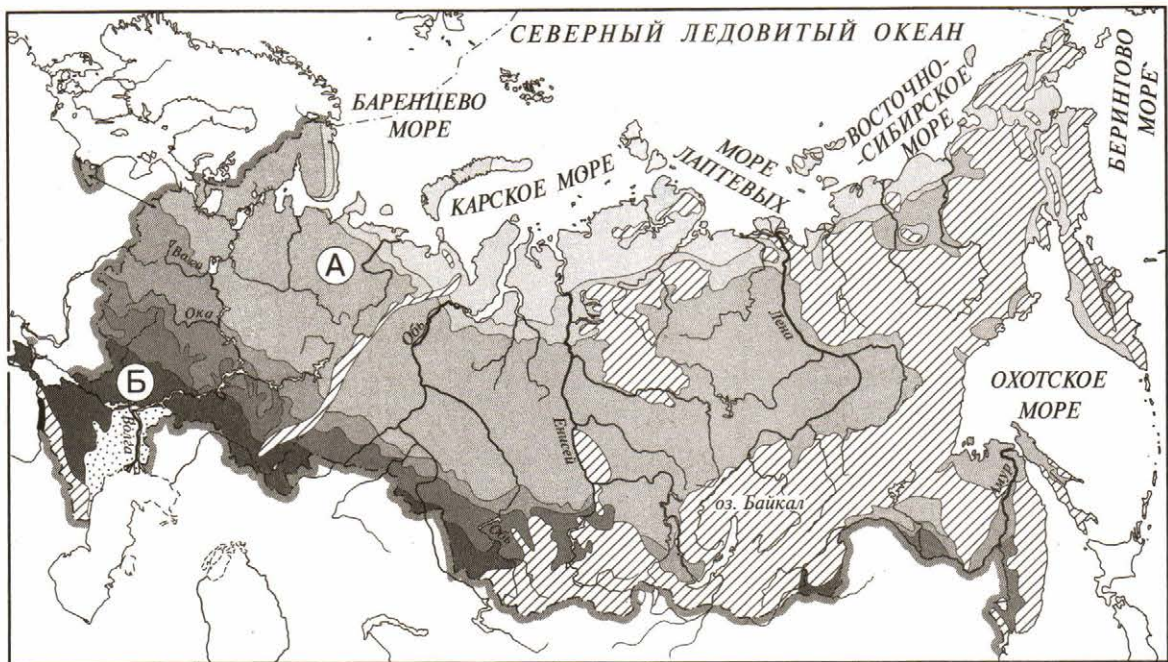 СЕВЕРНЫЙ ЛЕДОВИТЫЙ ОКЕАН
БАРЕНЦЕВО
МОРЕ
КАРСКОЕ МОРЕ
МОРЕ
ЛАПТЕВЫХ
ВОСТОЧНО-
-СИБИРСКОЕ
МОРЕ
БЕРИНГОВО
МОРЕ
А
Ока
Обь
Лена
ОХОТСКОЕ
МОРЕ
Б
Волга
Енисей
оз. Байкал
Амур
Обь